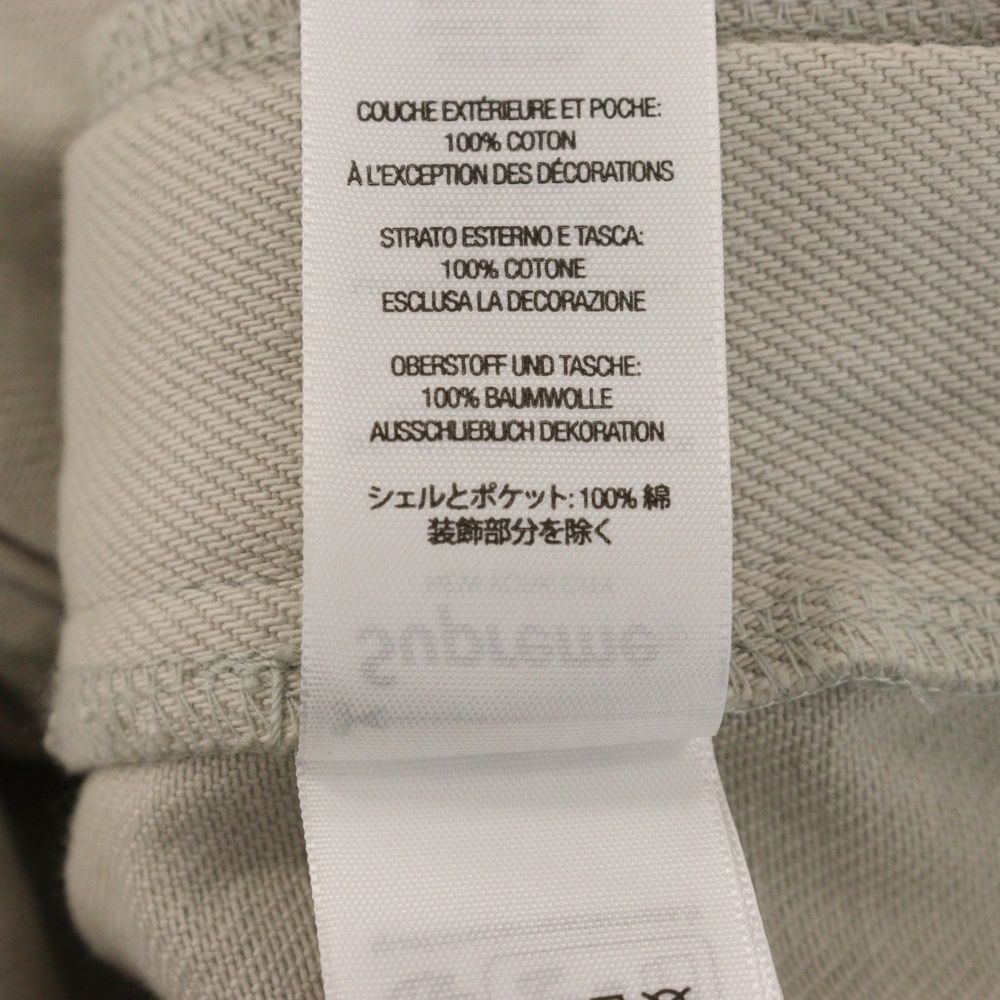 COUCHE EXTÉRIEURE ET POCHE:
100% COTON
À L'EXCEPTION DES DÉCORATIONS
STRATO ESTERNO E TASCA:
100% COTONE
ESCLUSA LA DECORAZIONE
OBERSTOFF UND TASCHE:
100% BAUMWOLLE
AUSSCHLIEßLICH DEKORATION
シェルとポケット: 100% 綿
装飾部分を除く
Supreme